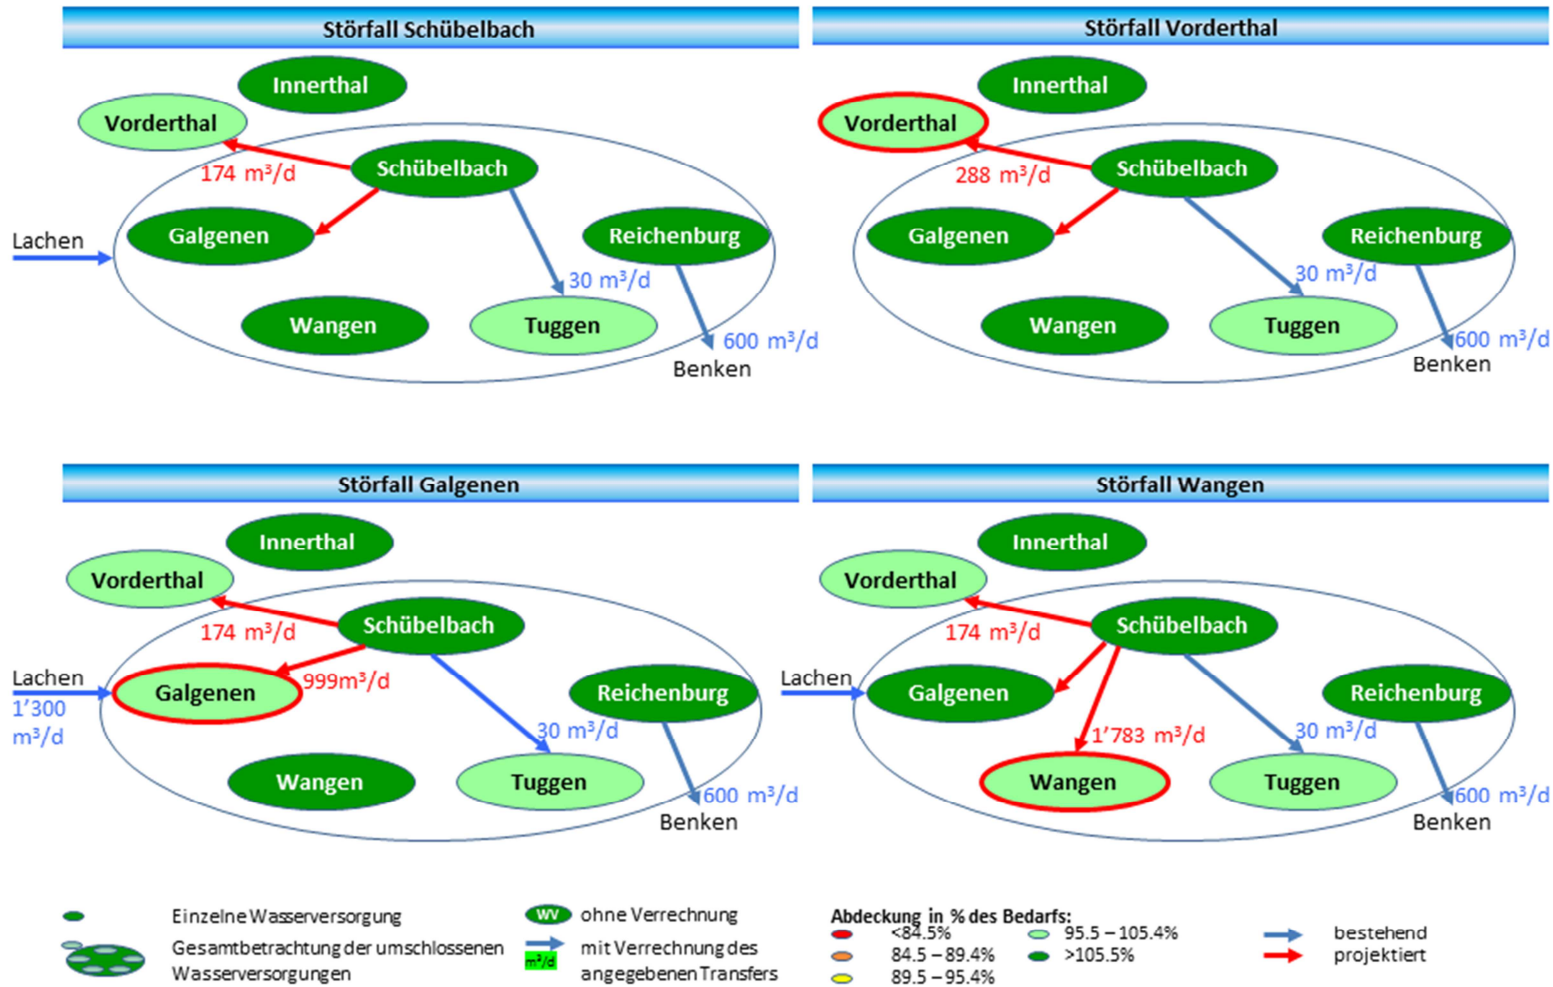 Störfall Schübelbach
Innerthal
Vorderthal
Schübelbach
174 m³/d
Galgenen
Reichenburg
Lachen
30 m³/d
Wangen
Tuggen
600 m³/d
Benken
Störfall Vorderthal
Innerthal
Vorderthal
Schübelbach
288 m³/d
Galgenen
Reichenburg
30 m³/d
Wangen
Tuggen
600 m³/d
Benken
Störfall Galgenen
Innerthal
Vorderthal
Schübelbach
174 m³/d
Lachen
999m³/d
Galgenen
Reichenburg
1'300
m³/d
30 m³/d
Wangen
Tuggen
600 m³/d
Benken
Störfall Wangen
Innerthal
Vorderthal
Schübelbach
174 m³/d
Lachen
Galgenen
Reichenburg
1'783 m³/d
30 m³/d
Wangen
Tuggen
600 m³/d
Benken
Einzelne Wasserversorgung
Gesamtbetrachtung der umschlossenen
Wasserversorgungen
WV ohne Verrechnung
mit Verrechnung des
m³/d angegebenen Transfers
Abdeckung in % des Bedarfs:
<84.5%
84.5 – 89.4%
89.5 – 95.4%
95.5 – 105.4%
>105.5%
bestehend
projektiert